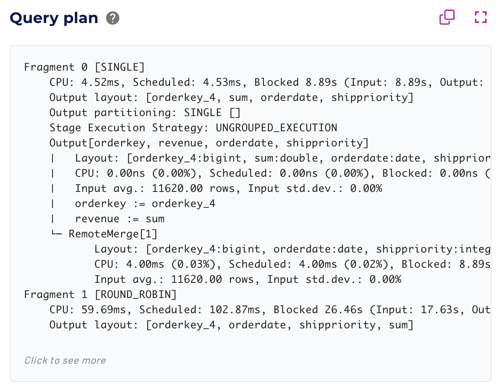 Query plan ?
Fragment 0 [SINGLE]
    CPU: 4.52ms, Scheduled: 4.53ms, Blocked 8.89s (Input: 8.89s, Output:
    Output layout: [orderkey_4, sum, orderdate, shippriority]
    Output partitioning: SINGLE []
    Stage Execution Strategy: UNGROUPED_EXECUTION
    Output[orderkey, revenue, orderdate, shippriority]
    |   Layout: [orderkey_4:bigint, sum:double, orderdate:date, shipprior
    |   CPU: 0.00ns (0.00%), Scheduled: 0.00ns (0.00%), Blocked: 0.00ns (
    |   Input avg.: 11620.00 rows, Input std.dev.: 0.00%
    |   orderkey := orderkey_4
    |   revenue := sum
    └─ RemoteMerge[1]
           Layout: [orderkey_4:bigint, orderdate:date, shippriority:integ
           CPU: 4.00ms (0.03%), Scheduled: 4.00ms (0.02%), Blocked: 8.89s
           Input avg.: 11620.00 rows, Input std.dev.: 0.00%
Fragment 1 [ROUND_ROBIN]
    CPU: 59.69ms, Scheduled: 102.87ms, Blocked 26.46s (Input: 17.63s, Out
    Output layout: [orderkey_4, orderdate, shippriority, sum]
Click to see more